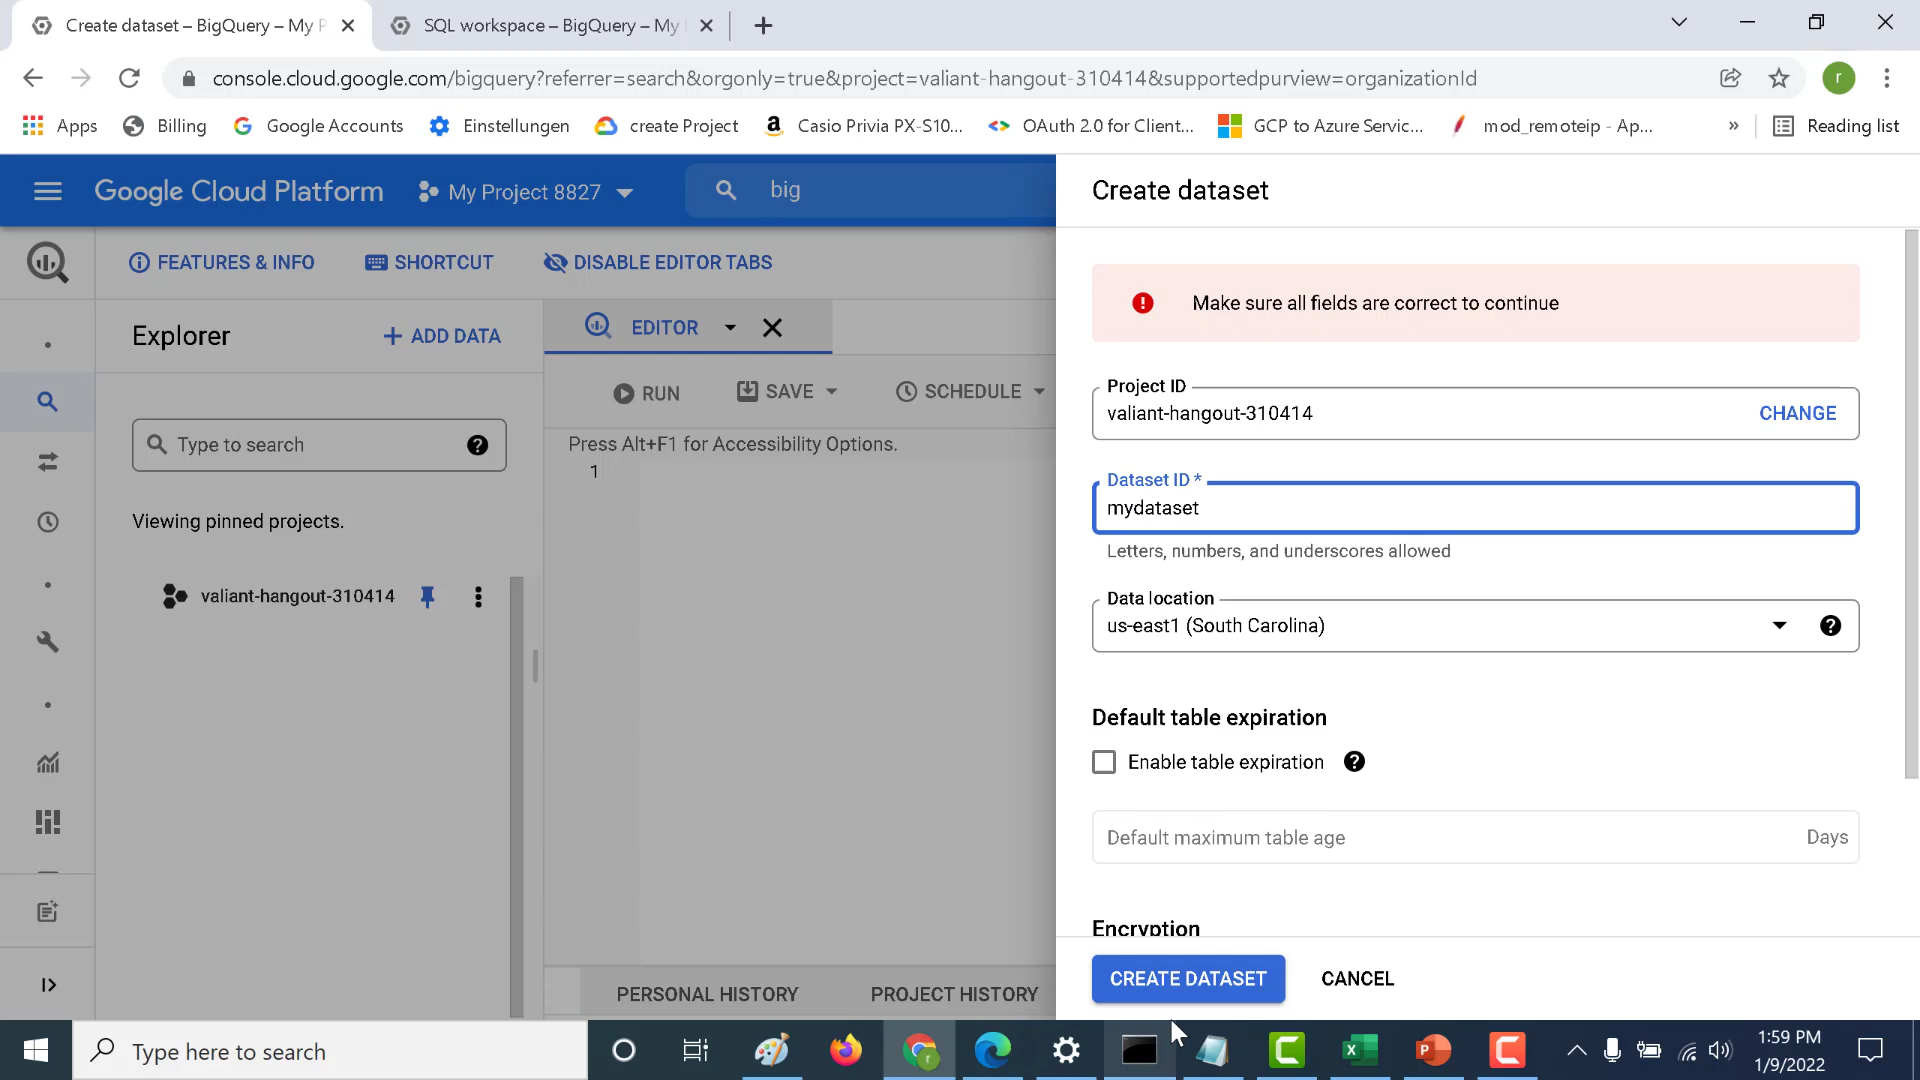 Create dataset – BigQuery – My P
SQL workspace – BigQuery – My
console.cloud.google.com/bigquery?referrer=search&orgonly=true&project=valiant-hangout-310414&supportedpurview=organizationId
r
Apps
Billing
Google Accounts
Einstellungen
create Project
Casio Privia PX-S10...
OAuth 2.0 for Client...
GCP to Azure Servic...
mod_remoteip - Ap...
»
Reading list
Google Cloud Platform
My Project 8827
big
Create dataset
FEATURES & INFO
SHORTCUT
DISABLE EDITOR TABS
Make sure all fields are correct to continue
Explorer
+ ADD DATA
EDITOR
RUN
SAVE
SCHEDULE
Project ID
valiant-hangout-310414
CHANGE
Type to search
Press Alt+F1 for Accessibility Options.
1
Dataset ID *
mydataset
Letters, numbers, and underscores allowed
Viewing pinned projects.
valiant-hangout-310414
Data location
us-east1 (South Carolina)
Default table expiration
Enable table expiration
Default maximum table age
Days
Encryption
CREATE DATASET
CANCEL
PERSONAL HISTORY
PROJECT HISTORY
Type here to search
1:59 PM
1/9/2022